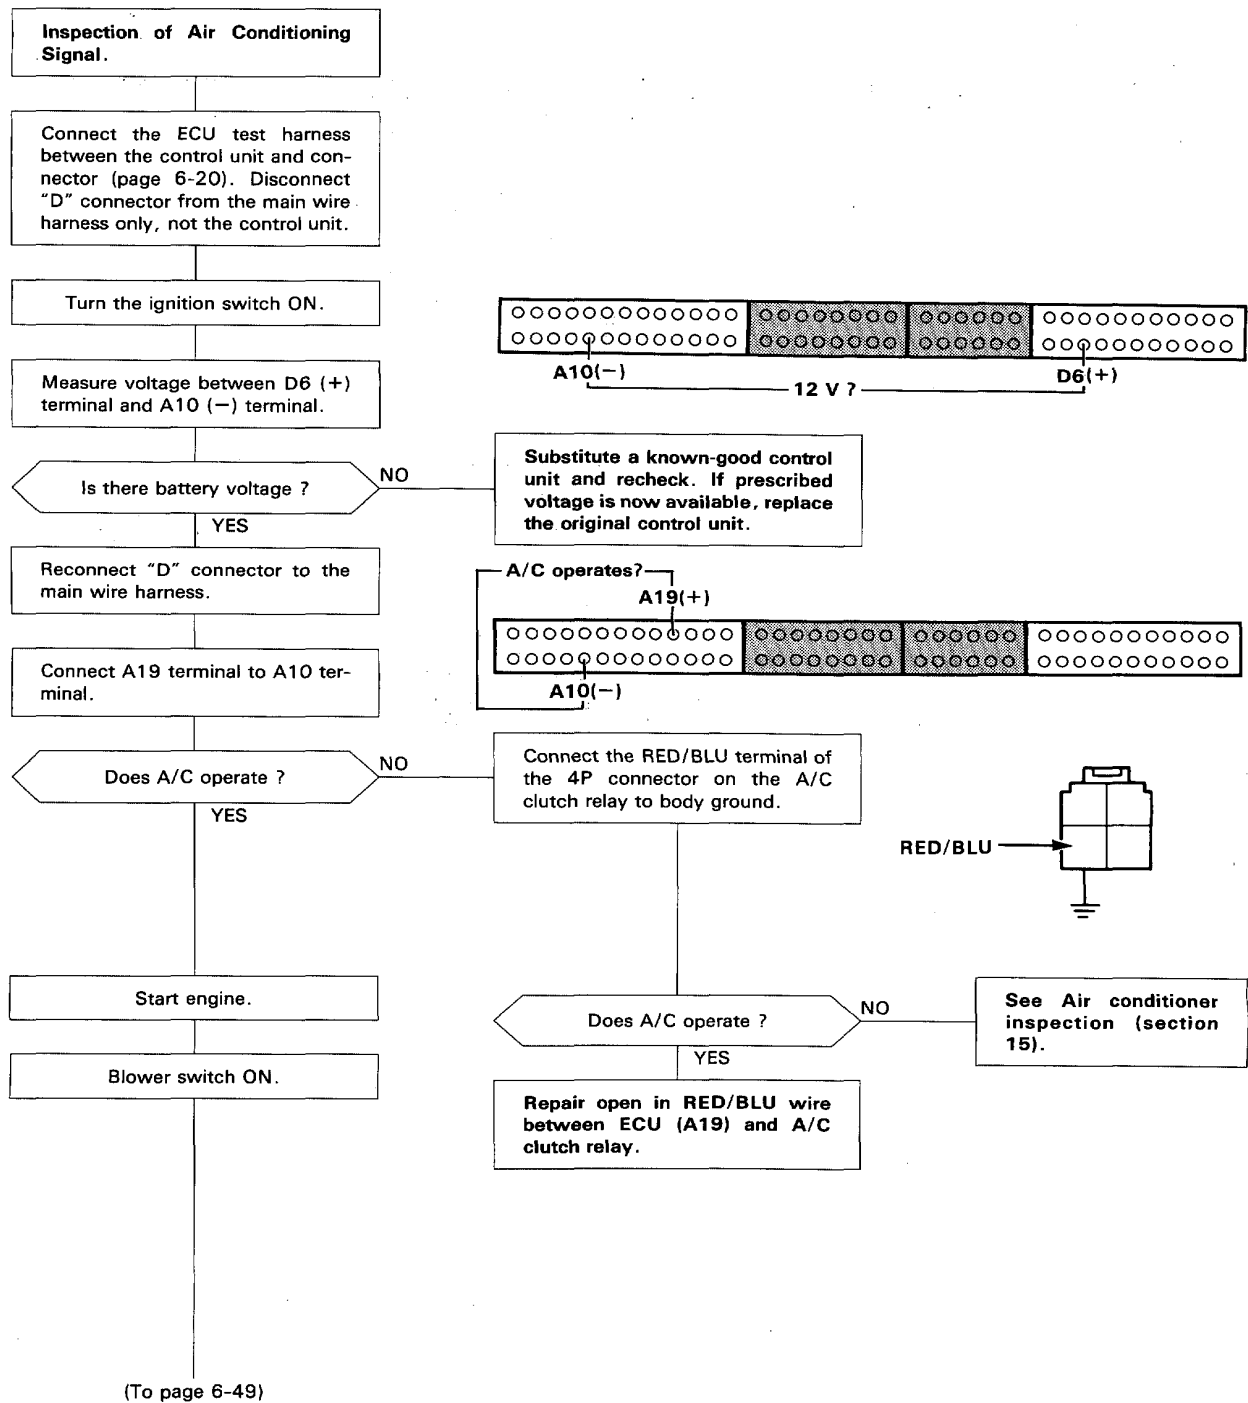 Inspection of Air Conditioning
Signal.
Connect the ECU test harness
between the control unit and con-
nector (page 6-20). Disconnect
"D" connector from the main wire
harness only, not the control unit.
Turn the ignition switch ON.
A10(−)
12 V ?
D6(+)
Measure voltage between D6 (+)
terminal and A10 (−) terminal.
Is there battery voltage ?
NO
YES
Substitute a known-good control
unit and recheck. If prescribed
voltage is now available, replace
the original control unit.
Reconnect "D" connector to the
main wire harness.
A/C operates?
A19(+)
A10(−)
Connect A19 terminal to A10 ter-
minal.
Does A/C operate ?
NO
YES
Connect the RED/BLU terminal of
the 4P connector on the A/C
clutch relay to body ground.
RED/BLU
Start engine.
Does A/C operate ?
NO
YES
See Air conditioner
inspection (section
15).
Blower switch ON.
Repair open in RED/BLU wire
between ECU (A19) and A/C
clutch relay.
(To page 6-49)